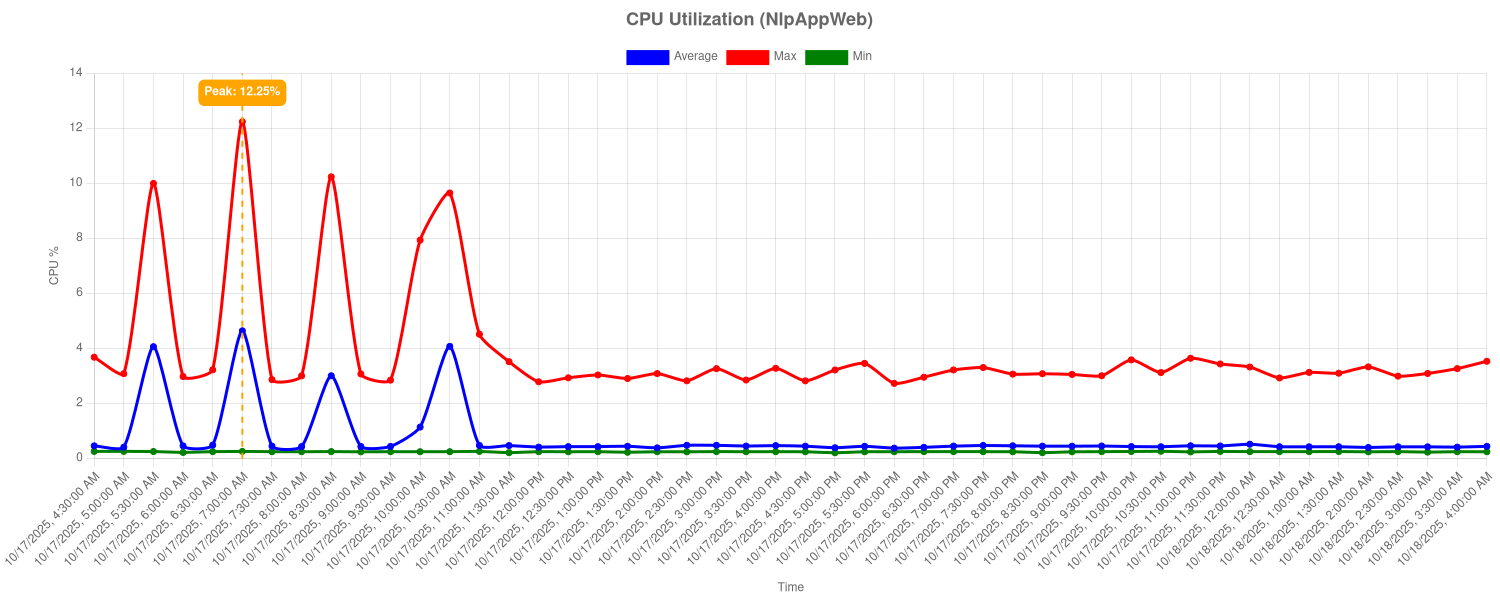 CPU Utilization (NlpAppWeb)
Average Max Min
14
Peak: 12.25%
12
10
8
6
4
2
0
CPU %
10/17/2025, 4:30:00 AM
10/17/2025, 5:00:00 AM
10/17/2025, 5:30:00 AM
10/17/2025, 6:00:00 AM
10/17/2025, 6:30:00 AM
10/17/2025, 7:00:00 AM
10/17/2025, 7:30:00 AM
10/17/2025, 8:00:00 AM
10/17/2025, 8:30:00 AM
10/17/2025, 9:00:00 AM
10/17/2025, 9:30:00 AM
10/17/2025, 10:00:00 AM
10/17/2025, 10:30:00 AM
10/17/2025, 11:00:00 AM
10/17/2025, 11:30:00 AM
10/17/2025, 12:00:00 PM
10/17/2025, 12:30:00 PM
10/17/2025, 1:00:00 PM
10/17/2025, 1:30:00 PM
10/17/2025, 2:00:00 PM
10/17/2025, 2:30:00 PM
10/17/2025, 3:00:00 PM
10/17/2025, 3:30:00 PM
10/17/2025, 4:00:00 PM
10/17/2025, 4:30:00 PM
10/17/2025, 5:00:00 PM
10/17/2025, 5:30:00 PM
10/17/2025, 6:00:00 PM
10/17/2025, 6:30:00 PM
10/17/2025, 7:00:00 PM
10/17/2025, 7:30:00 PM
10/17/2025, 8:00:00 PM
10/17/2025, 8:30:00 PM
10/17/2025, 9:00:00 PM
10/17/2025, 9:30:00 PM
10/17/2025, 10:00:00 PM
10/17/2025, 10:30:00 PM
10/17/2025, 11:00:00 PM
10/17/2025, 11:30:00 PM
10/18/2025, 12:00:00 AM
10/18/2025, 12:30:00 AM
10/18/2025, 1:00:00 AM
10/18/2025, 1:30:00 AM
10/18/2025, 2:00:00 AM
10/18/2025, 2:30:00 AM
10/18/2025, 3:00:00 AM
10/18/2025, 3:30:00 AM
10/18/2025, 4:00:00 AM
Time